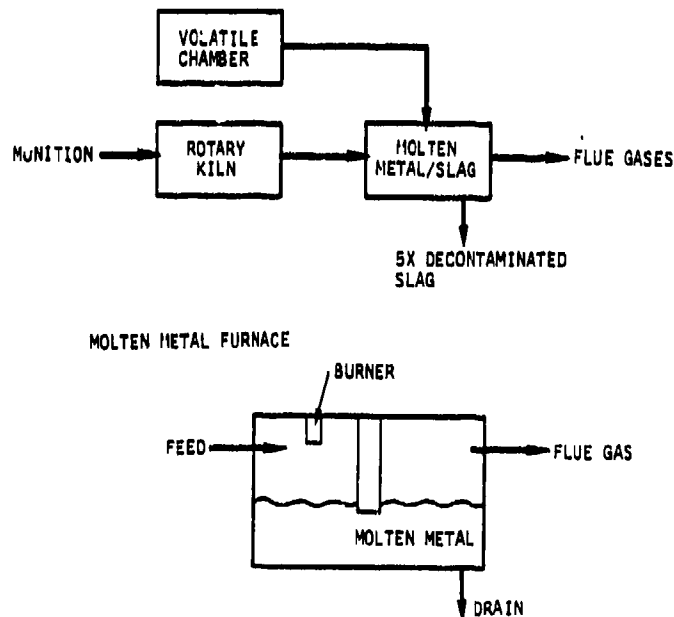 VOLATILE
CHAMBER
MUNITION
ROTARY
KILN
MOLTEN
METAL/SLAG
FLUE GASES
5X DECONTAMINATED
SLAG
MOLTEN METAL FURNACE
BURNER
FEED
FLUE GAS
MOLTEN METAL
DRAIN